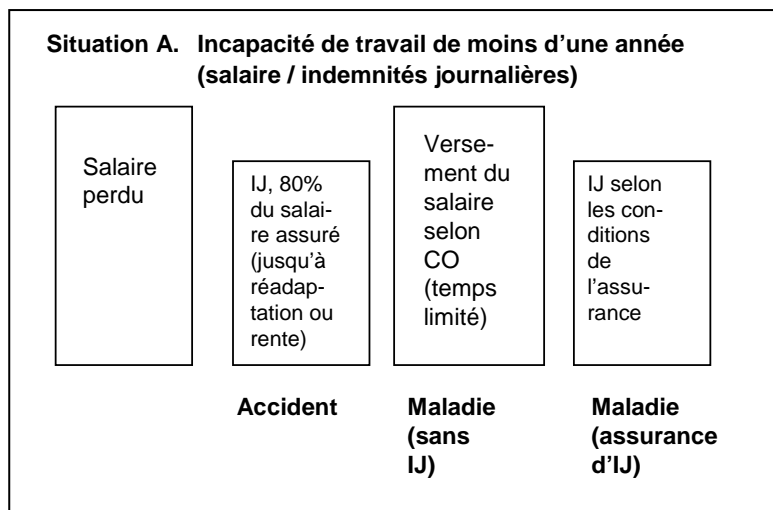 Situation A. Incapacité de travail de moins d'une année
(salaire / indemnités journalières)
Salaire
perdu
IJ, 80%
du salai-
re assuré
(jusqu'à
réadap-
tation ou
rente)
Verse-
ment du
salaire
selon
CO
(temps
limité)
IJ selon
les con-
ditions
de
l'assu-
rance
Accident
Maladie
(sans
IJ)
Maladie
(assurance
d'IJ)